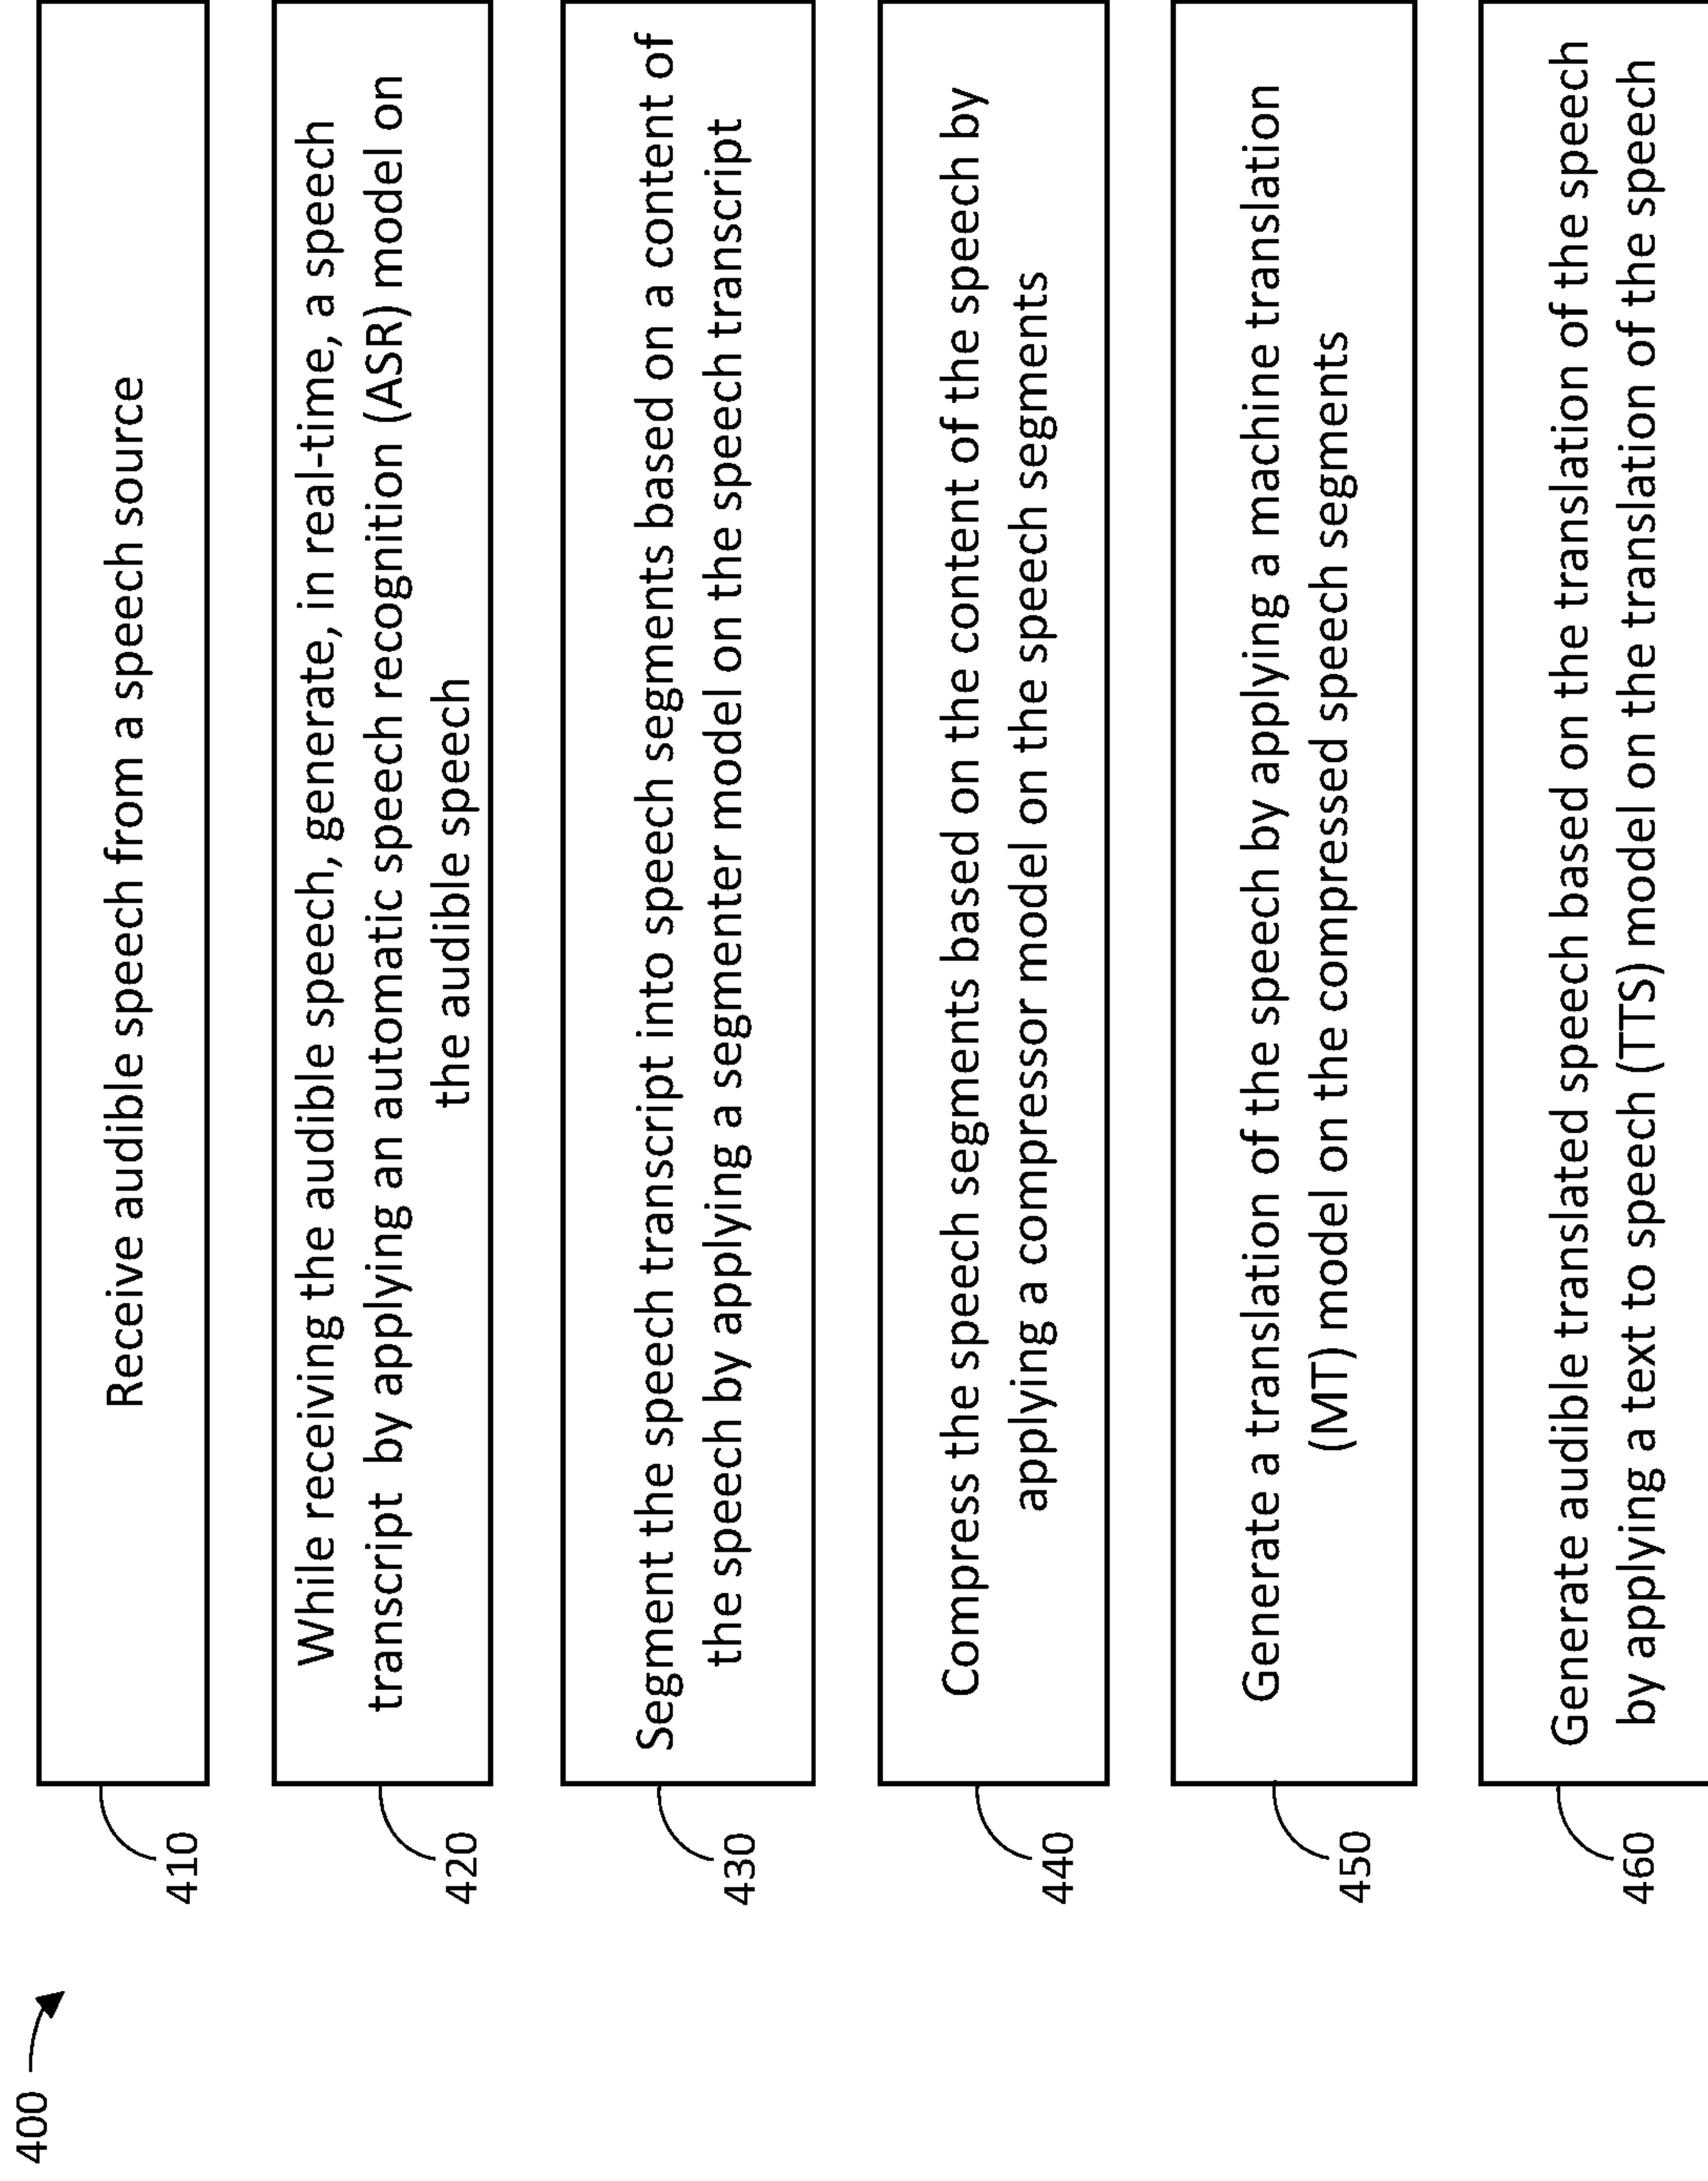 400
410
Receive audible speech from a speech source
420
While receiving the audible speech, generate, in real-time, a speech
transcript by applying an automatic speech recognition (ASR) model on
the audible speech
430
Segment the speech transcript into speech segments based on a content of
the speech by applying a segmenter model on the speech transcript
440
Compress the speech segments based on the content of the speech by
applying a compressor model on the speech segments
450
Generate a translation of the speech by applying a machine translation
(MT) model on the compressed speech segments
460
Generate audible translated speech based on the translation of the speech
by applying a text to speech (TTS) model on the translation of the speech